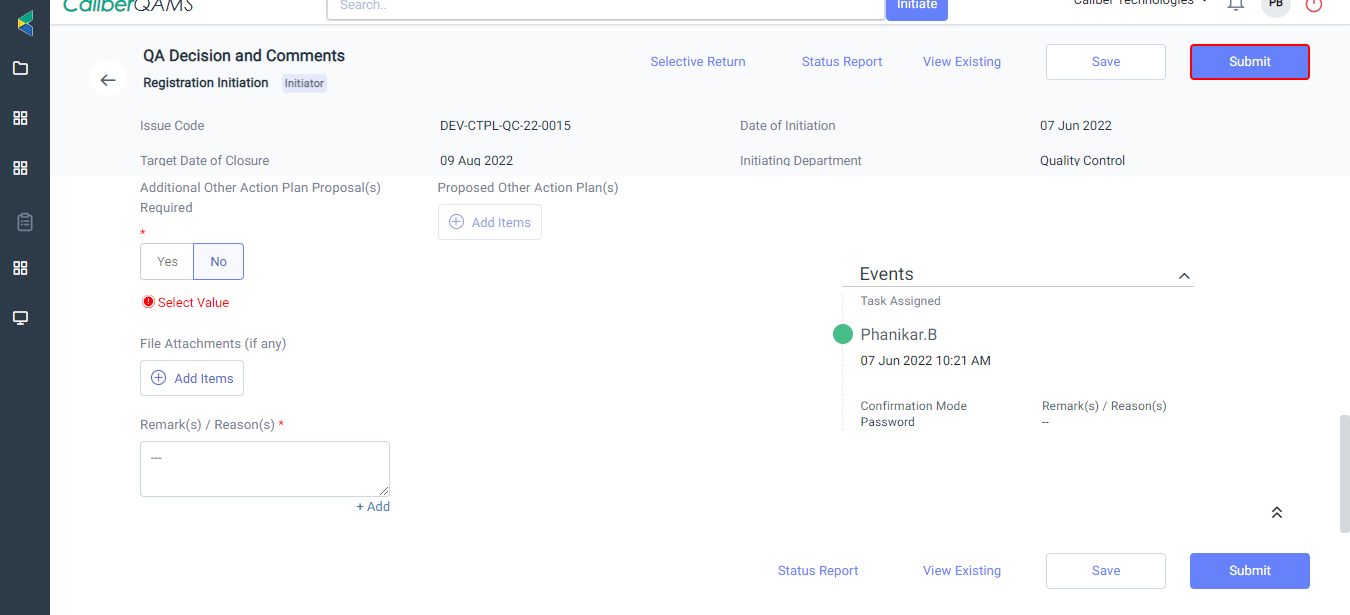 CaliberQAMS
Search..
Initiate
Caliber Technologies
PB
QA Decision and Comments
Registration Initiation Initiator
Selective Return Status Report View Existing Save Submit
Issue Code DEV-CTPL-QC-22-0015 Date of Initiation 07 Jun 2022
Target Date of Closure 09 Aug 2022 Initiating Department Quality Control
Additional Other Action Plan Proposal(s)
Required
*
Proposed Other Action Plan(s)
Add Items
Yes No
Select Value
File Attachments (if any)
Add Items
Remark(s) / Reason(s) *
---
+ Add
Events
Task Assigned
Phanikar.B
07 Jun 2022 10:21 AM
Confirmation Mode Remark(s) / Reason(s)
Password --
Status Report View Existing Save Submit